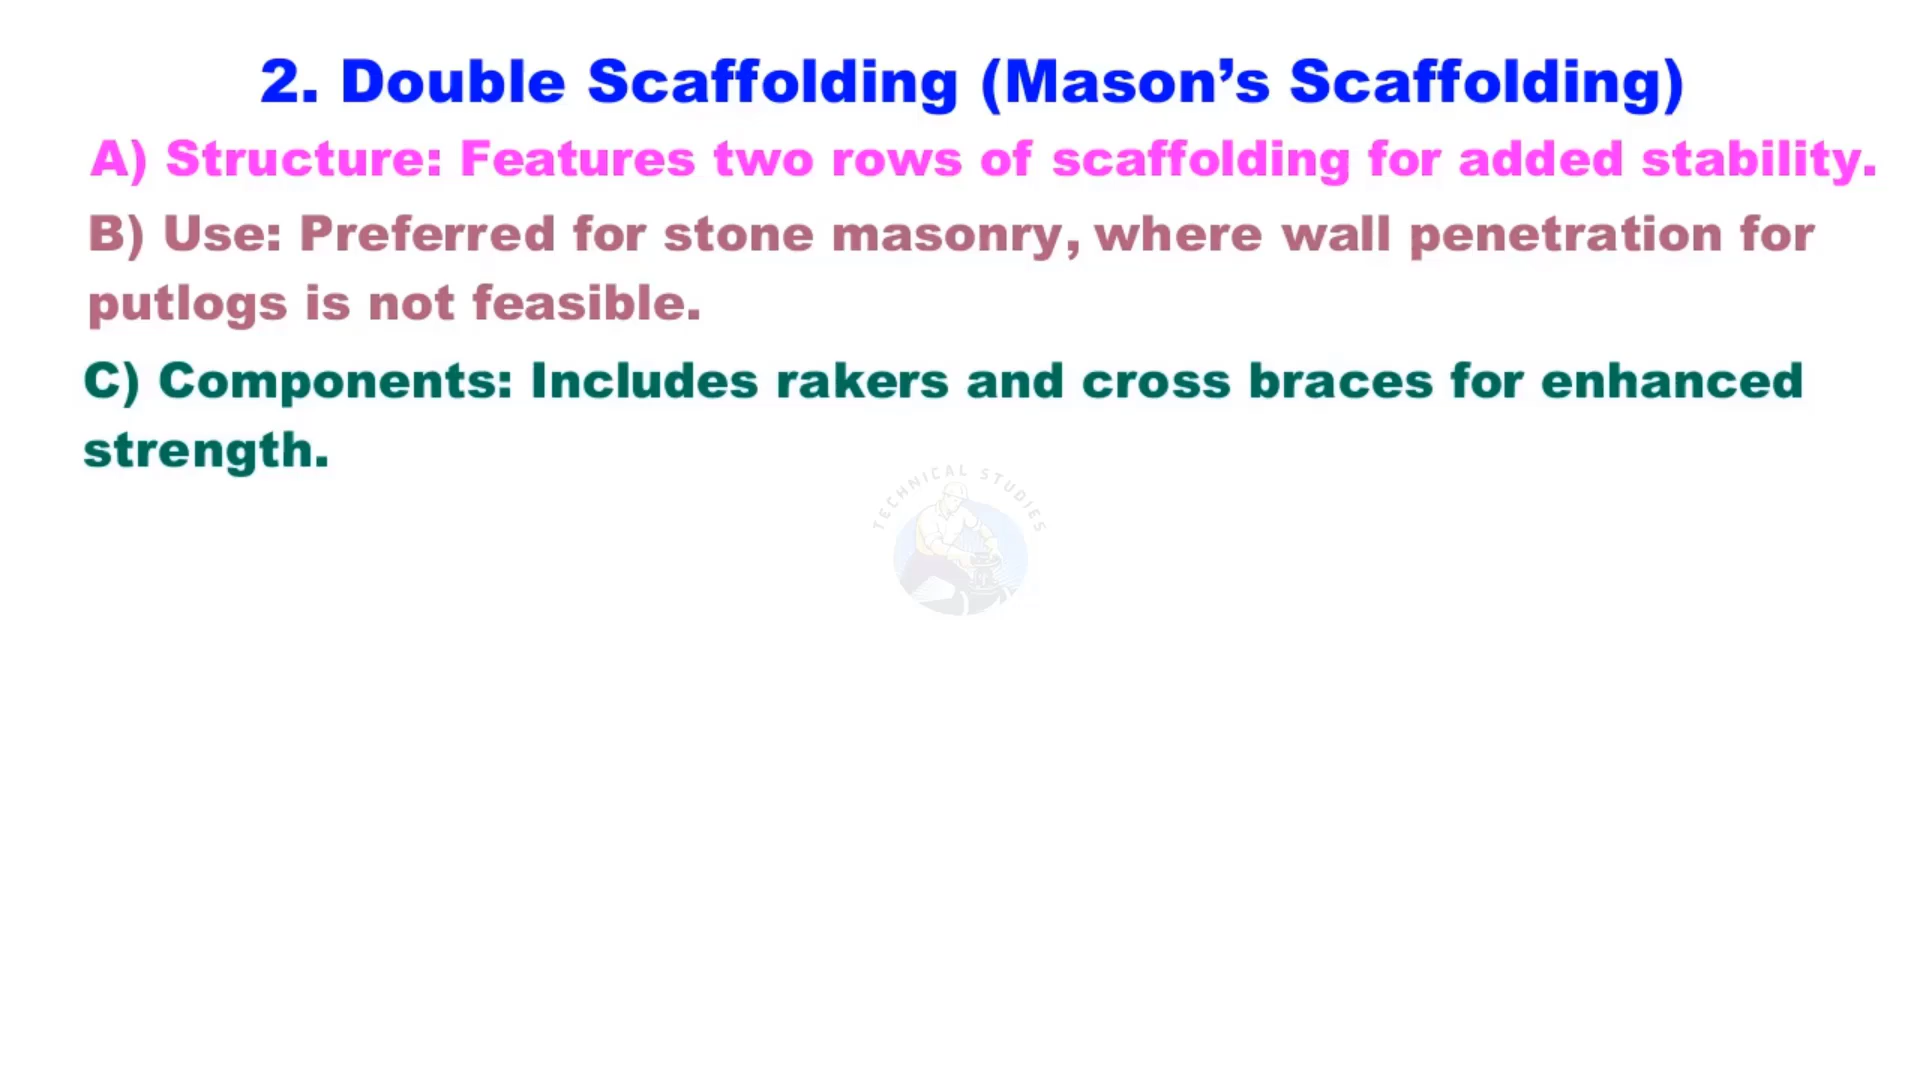 2. Double Scaffolding (Mason’s Scaffolding)
A) Structure: Features two rows of scaffolding for added stability.
B) Use: Preferred for stone masonry, where wall penetration for
putlogs is not feasible.
C) Components: Includes rakers and cross braces for enhanced
strength.
TECHNICAL STUDIES